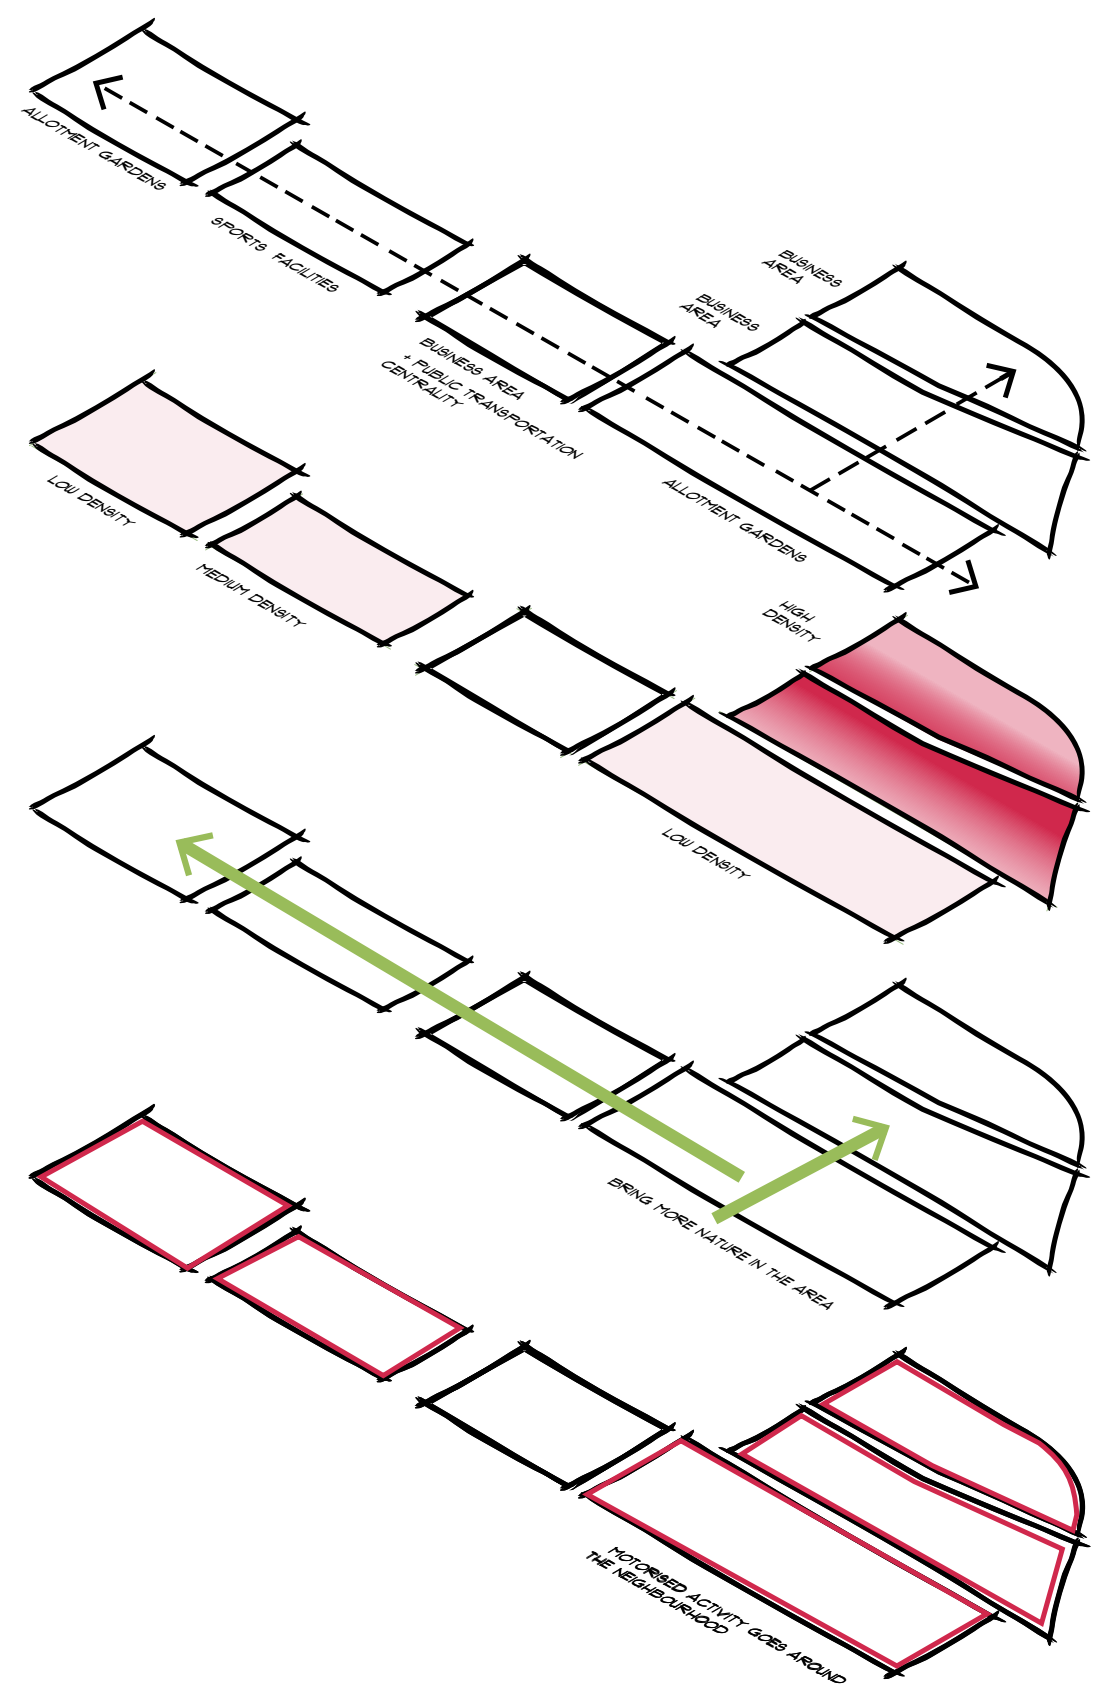 ALLOTMENT GARDENS
SPORTS FACILITIES
BUSINESS
AREA
BUSINESS
AREA
BUSINESS AREA
+ PUBLIC TRANSPORTATION
CENTRALITY
ALLOTMENT GARDENS
LOW DENSITY
MEDIUM DENSITY
HIGH
DENSITY
LOW DENSITY
BRING MORE NATURE IN THE AREA
MOTORISED ACTIVITY GOES AROUND
THE NEIGHBOURHOOD